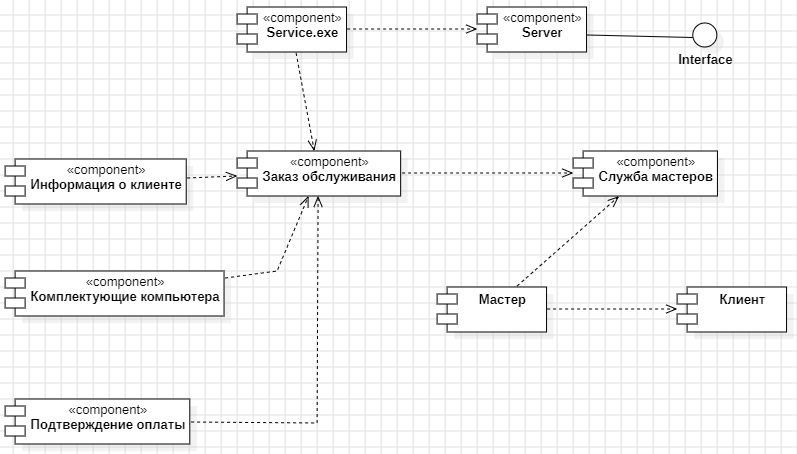 «component»
Service.exe
«component»
Server
Interface
«component»
Информация о клиенте
«component»
Заказ обслуживания
«component»
Служба мастеров
«component»
Комплектующие компьютера
Мастер
Клиент
«component»
Подтверждение оплаты